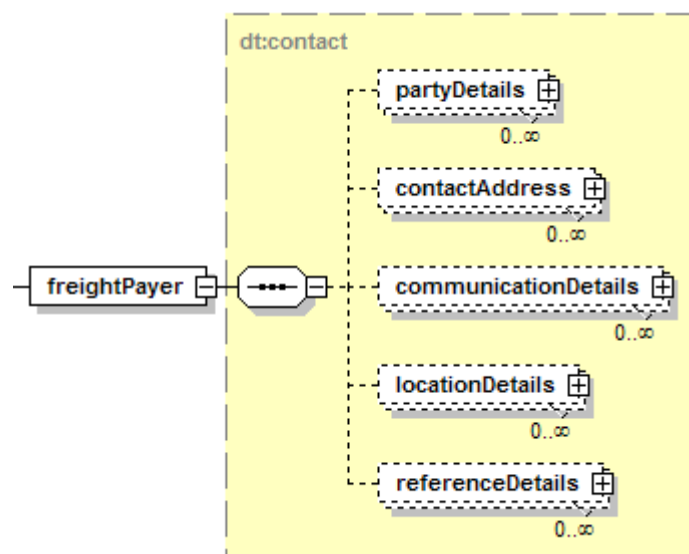 dt:contact
partyDetails
0..∞
contactAddress
0..∞
freightPayer
communicationDetails
0..∞
locationDetails
0..∞
referenceDetails
0..∞